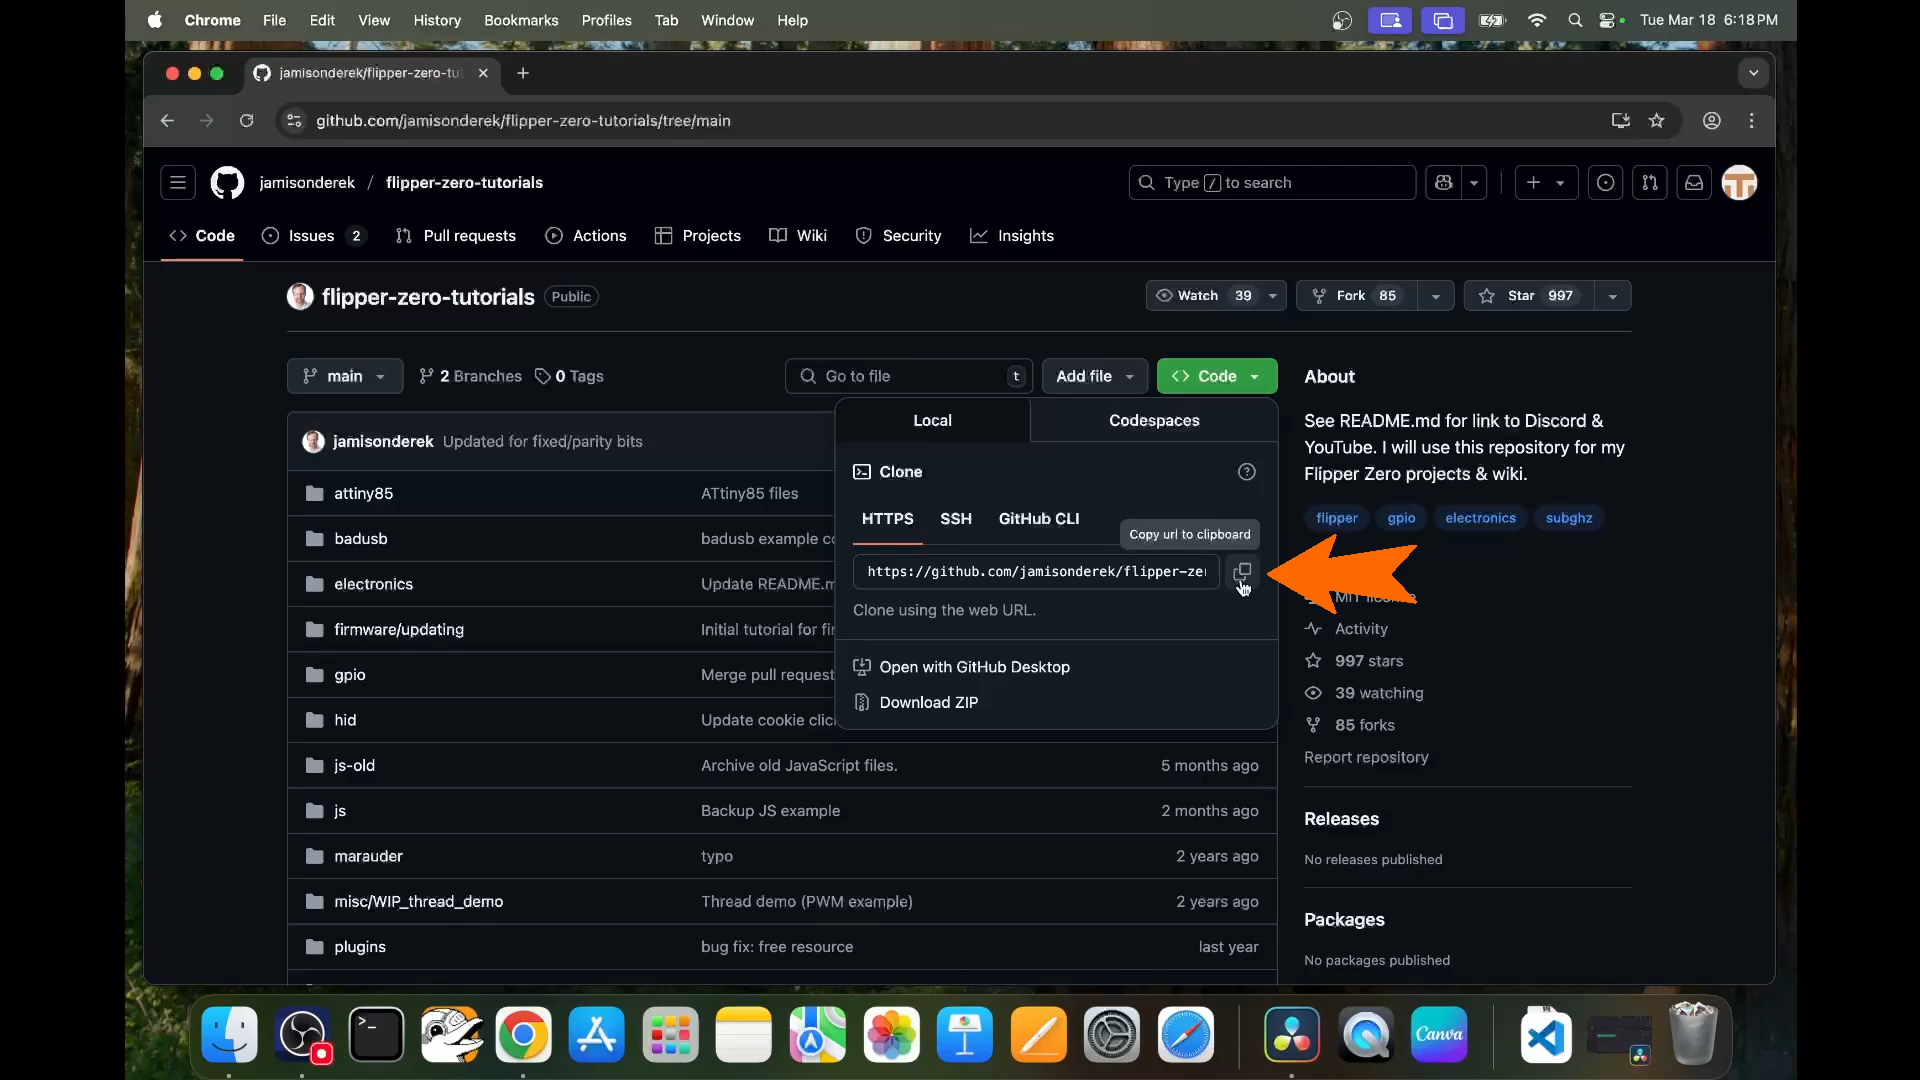 Chrome File Edit View History Bookmarks Profiles Tab Window Help Tue Mar 18 6:18 PM
jamisonderek/flipper-zero-tut
github.com/jamisonderek/flipper-zero-tutorials/tree/main
jamisonderek / flipper-zero-tutorials Type / to search
Code Issues 2 Pull requests Actions Projects Wiki Security Insights
flipper-zero-tutorials Public Watch 39 Fork 85 Star 997
main 2 Branches 0 Tags Go to file t Add file Code
jamisonderek Updated for fixed/parity bits
attiny85 ATtiny85 files
badusb badusb example
electronics Update README.m
firmware/updating Initial tutorial for
gpio Merge pull request
hid Update cookie
js-old Archive old JavaScript files. 5 months ago
js Backup JS example 2 months ago
marauder typo 2 years ago
misc/WIP_thread_demo Thread demo (PWM example) 2 years ago
plugins bug fix: free resource last year
Local Codespaces
Clone
HTTPS SSH GitHub CLI
Copy url to clipboard
https://github.com/jamisonderek/flipper-ze
Clone using the web URL.
Open with GitHub Desktop
Download ZIP
About
See README.md for link to Discord &
YouTube. I will use this repository for my
Flipper Zero projects & wiki.
flipper gpio electronics subghz
MIT license
Activity
997 stars
39 watching
85 forks
Report repository
Releases
No releases published
Packages
No packages published
Canva